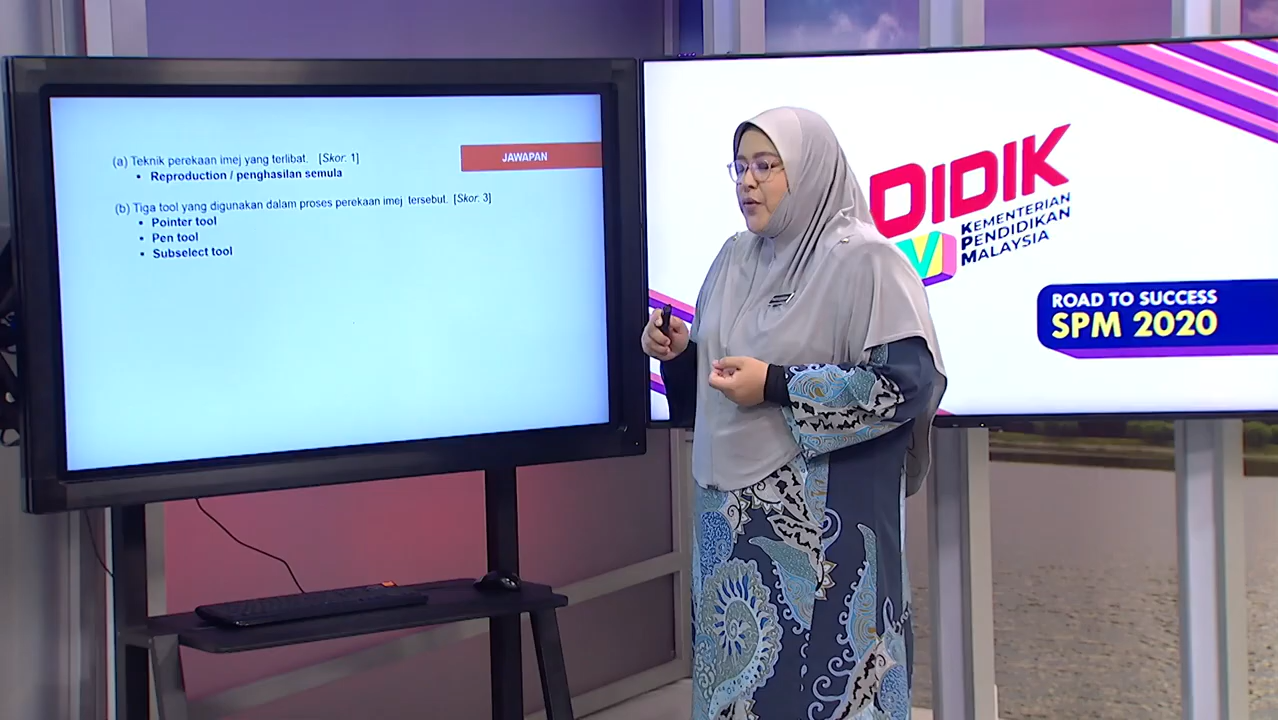 (a) Teknik perekaan imej yang terlibat. [Skor: 1]
JAWAPAN
• Reproduction / penghasilan semula
(b) Tiga tool yang digunakan dalam proses perekaan imej tersebut. [Skor: 3]
• Pointer tool
• Pen tool
• Subselect tool
DIDIK
TV
KEMENTERIAN
PENDIDIKAN
MALAYSIA
ROAD TO SUCCESS
SPM 2020